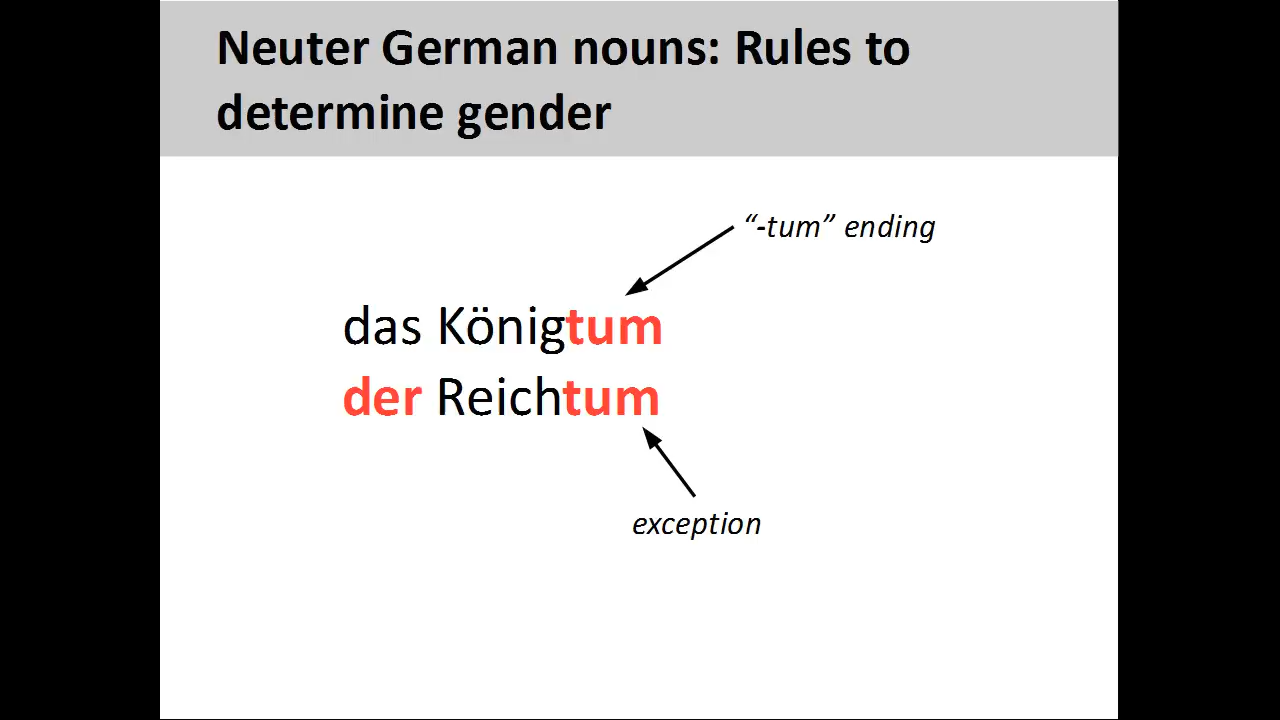 Neuter German nouns: Rules to
determine gender
“-tum” ending
das Königtum
der Reichtum
exception